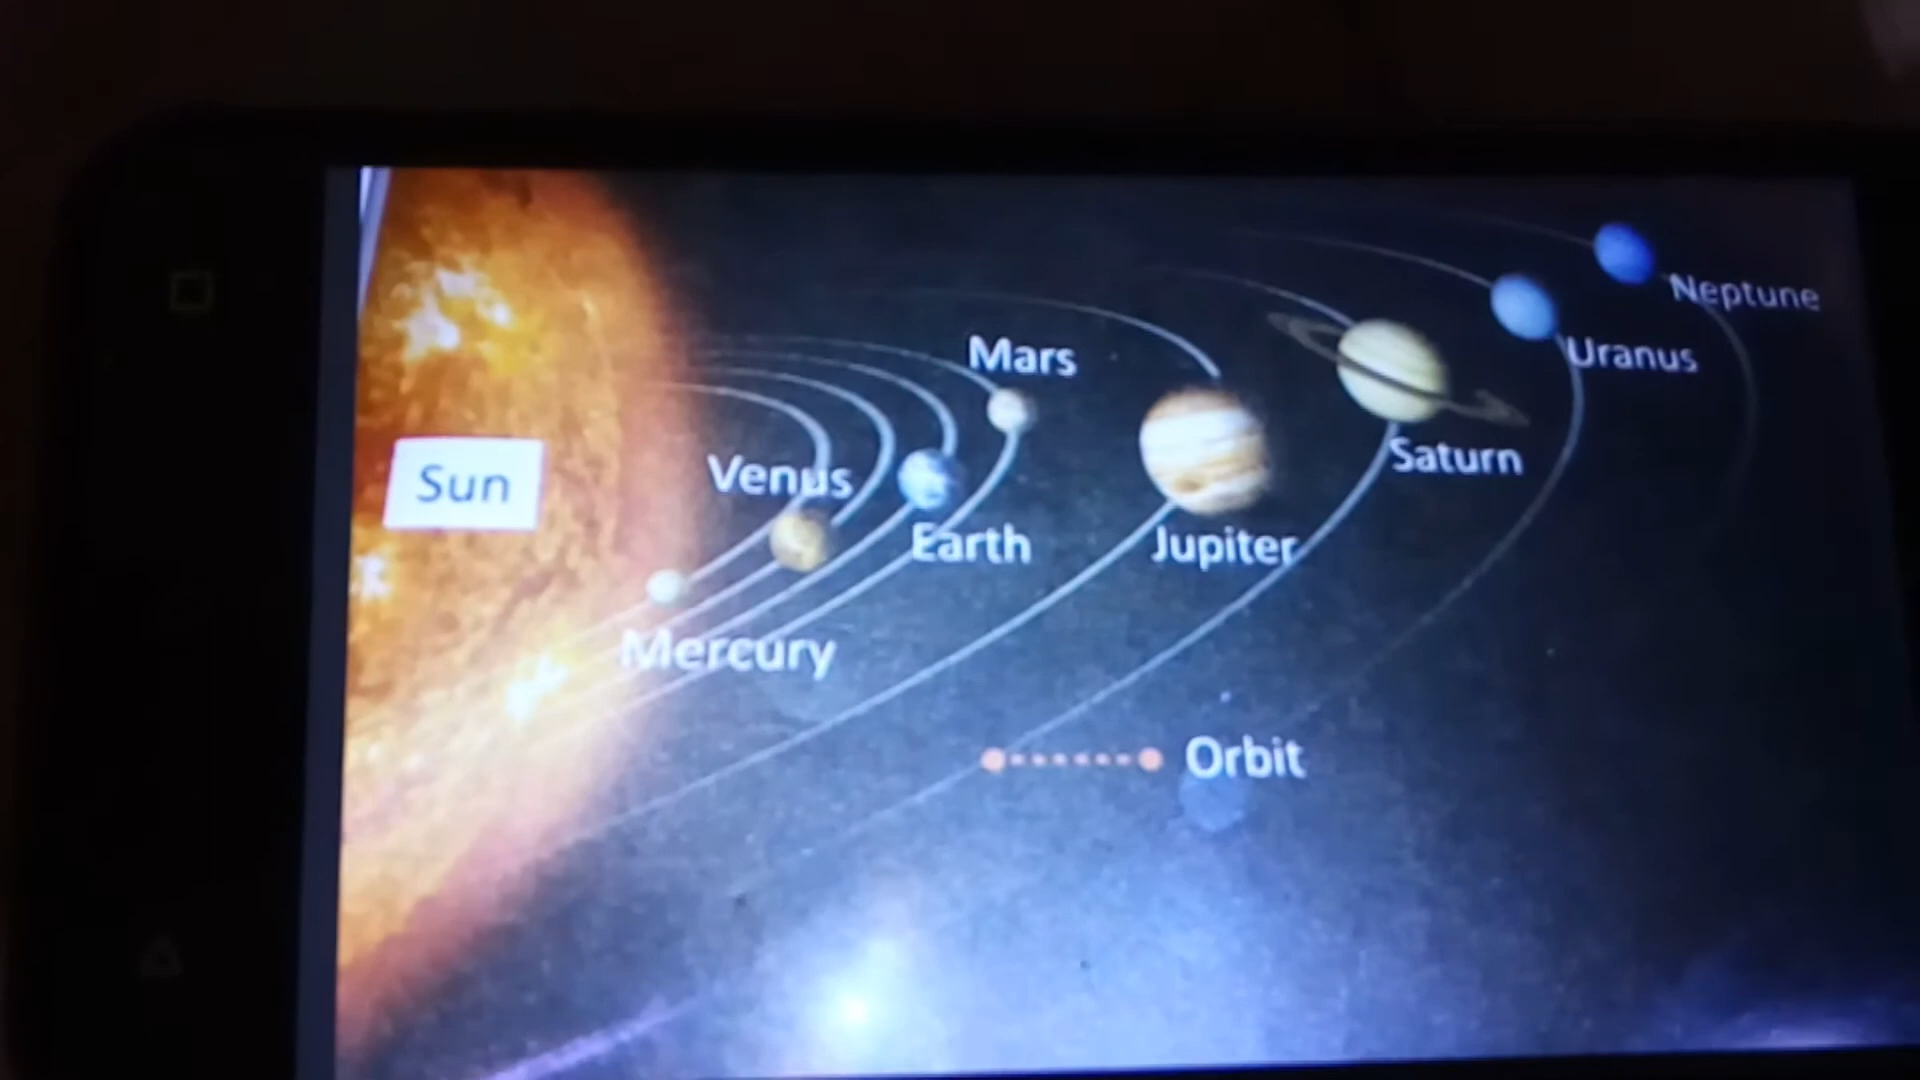 Neptune
Uranus
Mars
Saturn
Venus
Sun
Earth
Jupiter
Mercury
Orbit